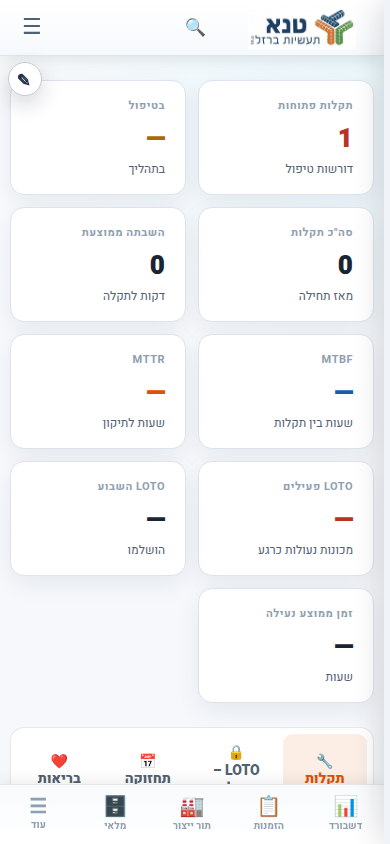 טנא
תעשיות ברזל
תקלות פתוחות
1
דורשות טיפול
בטיפול
—
בתהליך
סה"כ תקלות
0
מאז תחילה
השבתה ממוצעת
0
דקות לתקלה
MTBF
—
שעות בין תקלות
MTTR
—
שעות לתיקון
LOTO פעילים
—
מכונות נעולות כרגע
LOTO השבוע
—
הושלמו
זמן ממוצע נעילה
—
שעות
תקלות
LOTO –
תחזוקה
בריאות
דשבורד
הזמנות
תור ייצור
מלאי
עוד